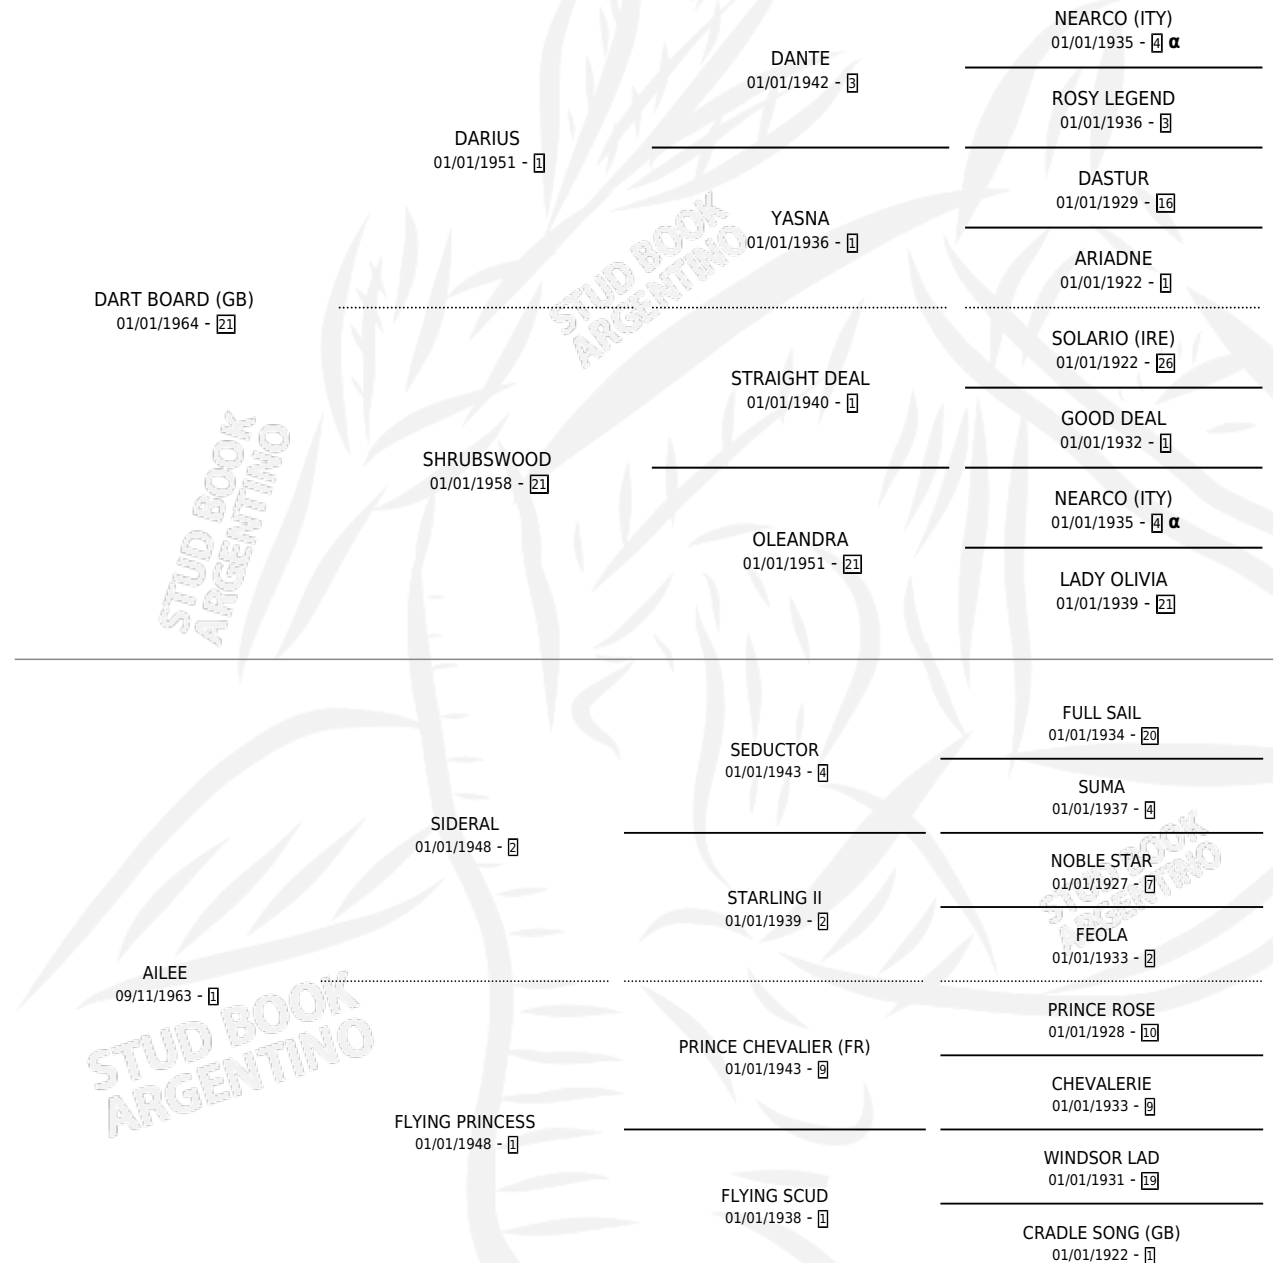 NEARCO (ITY)
01/01/1935 - 4 α
DANTE
01/01/1942 - 3
ROSY LEGEND
01/01/1936 - 3
DARIUS
01/01/1951 - 1
DASTUR
01/01/1929 - 16
YASNA
01/01/1936 - 1
ARIADNE
01/01/1922 - 1
DART BOARD (GB)
01/01/1964 - 21
SOLARIO (IRE)
01/01/1922 - 26
STRAIGHT DEAL
01/01/1940 - 1
GOOD DEAL
01/01/1932 - 1
SHRUBSWOOD
01/01/1958 - 21
NEARCO (ITY)
01/01/1935 - 4 α
OLEANDRA
01/01/1951 - 21
LADY OLIVIA
01/01/1939 - 21
FULL SAIL
01/01/1934 - 20
SEDUCTOR
01/01/1943 - 4
SUMA
01/01/1937 - 4
SIDERAL
01/01/1948 - 2
NOBLE STAR
01/01/1927 - 7
STARLING II
01/01/1939 - 2
FEOLA
01/01/1933 - 2
AILEE
09/11/1963 - 1
PRINCE ROSE
01/01/1928 - 10
PRINCE CHEVALIER (FR)
01/01/1943 - 9
CHEVALERIE
01/01/1933 - 9
FLYING PRINCESS
01/01/1948 - 1
WINDSOR LAD
01/01/1931 - 19
FLYING SCUD
01/01/1938 - 1
CRADLE SONG (GB)
01/01/1922 - 1
STUD BOOK
ARGENTINO
STUD BOOK
ARGENTINO
STUD BOOK
ARGENTINO
STUD BOOK
ARGENTINO